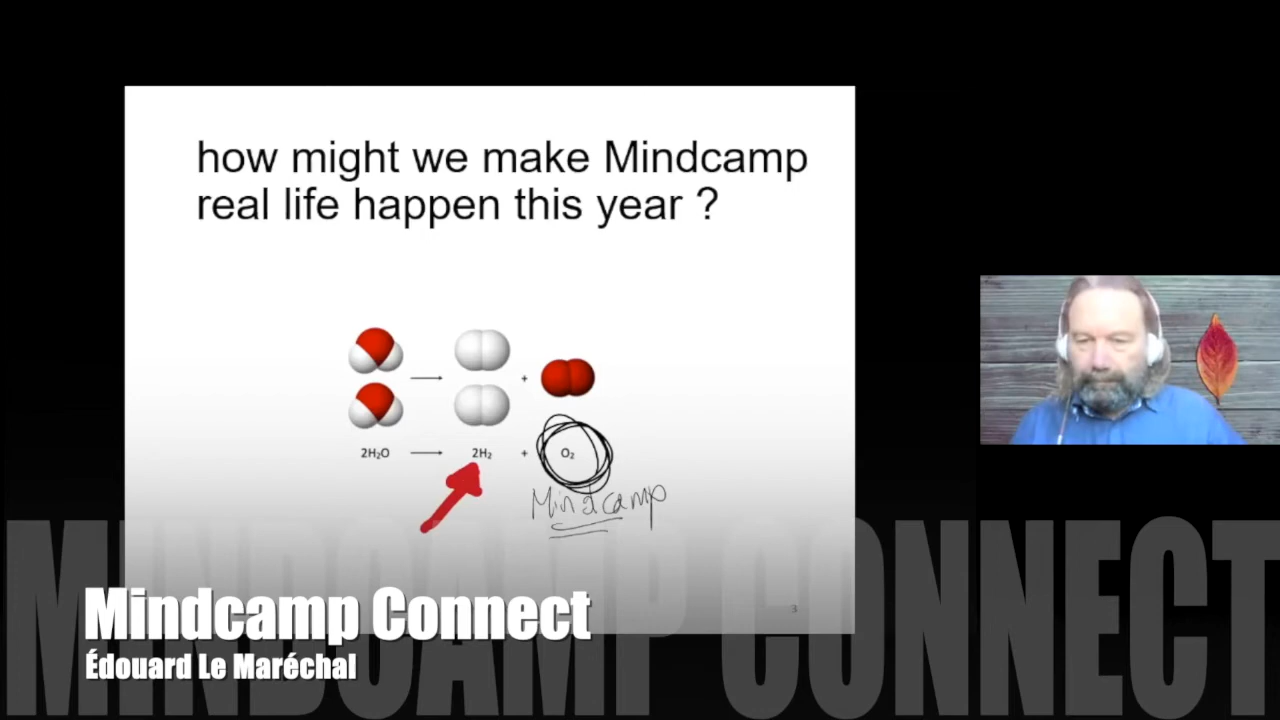 how might we make Mindcamp
real life happen this year ?
+
2H₂O 2H₂ + O₂
Mindcamp
3
MINDCAMP CONNECT
Mindcamp Connect
Édouard Le Maréchal